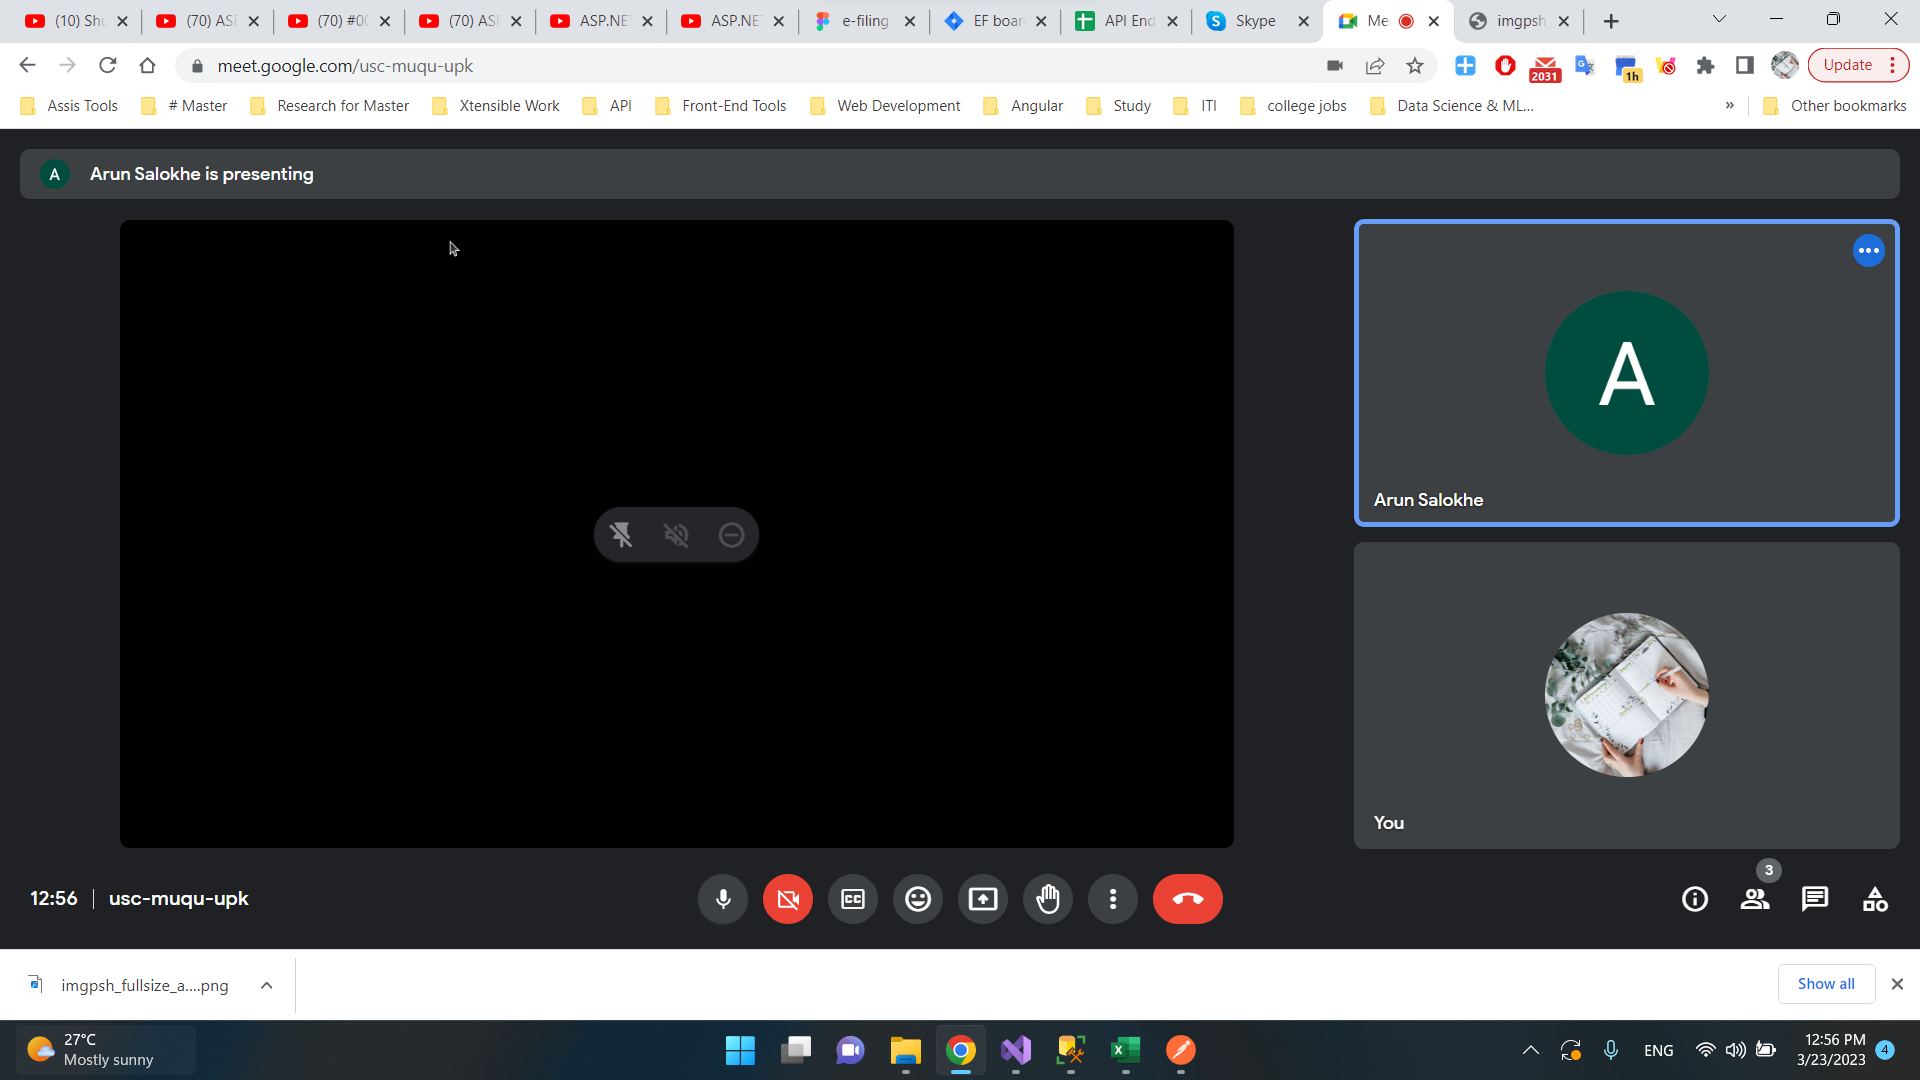 (10) Shu
(70) ASI
(70) #00
(70) ASI
ASP.NE
ASP.NE
e-filing
EF boar
API End
Skype
Me
imgpsh
meet.google.com/usc-muqu-upk
2031
1h
Update
Assis Tools
# Master
Research for Master
Xtensible Work
API
Front-End Tools
Web Development
Angular
Study
ITI
college jobs
Data Science & ML...
»
Other bookmarks
A
Arun Salokhe is presenting
A
Arun Salokhe
You
12:56 | usc-muqu-upk
CC
3
imgpsh_fullsize_a....png
Show all
27°C
Mostly sunny
ENG
12:56 PM
3/23/2023
4